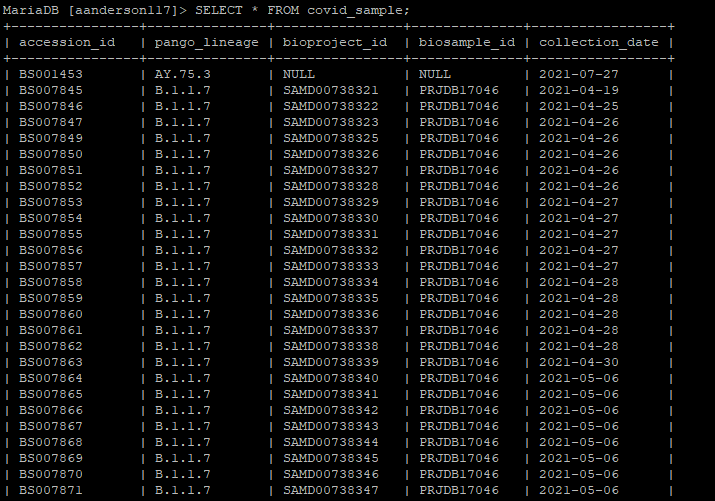 MariaDB [aanderson117]> SELECT * FROM covid_sample;
+--------------+---------------+---------------+--------------+-----------------+
| accession_id | pango_lineage | bioproject_id | biosample_id | collection_date |
+--------------+---------------+---------------+--------------+-----------------+
| BS001453 | AY.75.3 | NULL | NULL | 2021-07-27 |
| BS007845 | B.1.1.7 | SAMD00738321 | PRJDB17046 | 2021-04-19 |
| BS007846 | B.1.1.7 | SAMD00738322 | PRJDB17046 | 2021-04-25 |
| BS007847 | B.1.1.7 | SAMD00738323 | PRJDB17046 | 2021-04-26 |
| BS007849 | B.1.1.7 | SAMD00738325 | PRJDB17046 | 2021-04-26 |
| BS007850 | B.1.1.7 | SAMD00738326 | PRJDB17046 | 2021-04-26 |
| BS007851 | B.1.1.7 | SAMD00738327 | PRJDB17046 | 2021-04-26 |
| BS007852 | B.1.1.7 | SAMD00738328 | PRJDB17046 | 2021-04-26 |
| BS007853 | B.1.1.7 | SAMD00738329 | PRJDB17046 | 2021-04-27 |
| BS007854 | B.1.1.7 | SAMD00738330 | PRJDB17046 | 2021-04-27 |
| BS007855 | B.1.1.7 | SAMD00738331 | PRJDB17046 | 2021-04-27 |
| BS007856 | B.1.1.7 | SAMD00738332 | PRJDB17046 | 2021-04-27 |
| BS007857 | B.1.1.7 | SAMD00738333 | PRJDB17046 | 2021-04-27 |
| BS007858 | B.1.1.7 | SAMD00738334 | PRJDB17046 | 2021-04-28 |
| BS007859 | B.1.1.7 | SAMD00738335 | PRJDB17046 | 2021-04-28 |
| BS007860 | B.1.1.7 | SAMD00738336 | PRJDB17046 | 2021-04-28 |
| BS007861 | B.1.1.7 | SAMD00738337 | PRJDB17046 | 2021-04-28 |
| BS007862 | B.1.1.7 | SAMD00738338 | PRJDB17046 | 2021-04-28 |
| BS007863 | B.1.1.7 | SAMD00738339 | PRJDB17046 | 2021-04-30 |
| BS007864 | B.1.1.7 | SAMD00738340 | PRJDB17046 | 2021-05-06 |
| BS007865 | B.1.1.7 | SAMD00738341 | PRJDB17046 | 2021-05-06 |
| BS007866 | B.1.1.7 | SAMD00738342 | PRJDB17046 | 2021-05-06 |
| BS007867 | B.1.1.7 | SAMD00738343 | PRJDB17046 | 2021-05-06 |
| BS007868 | B.1.1.7 | SAMD00738344 | PRJDB17046 | 2021-05-06 |
| BS007869 | B.1.1.7 | SAMD00738345 | PRJDB17046 | 2021-05-06 |
| BS007870 | B.1.1.7 | SAMD00738346 | PRJDB17046 | 2021-05-06 |
| BS007871 | B.1.1.7 | SAMD00738347 | PRJDB17046 | 2021-05-06 |